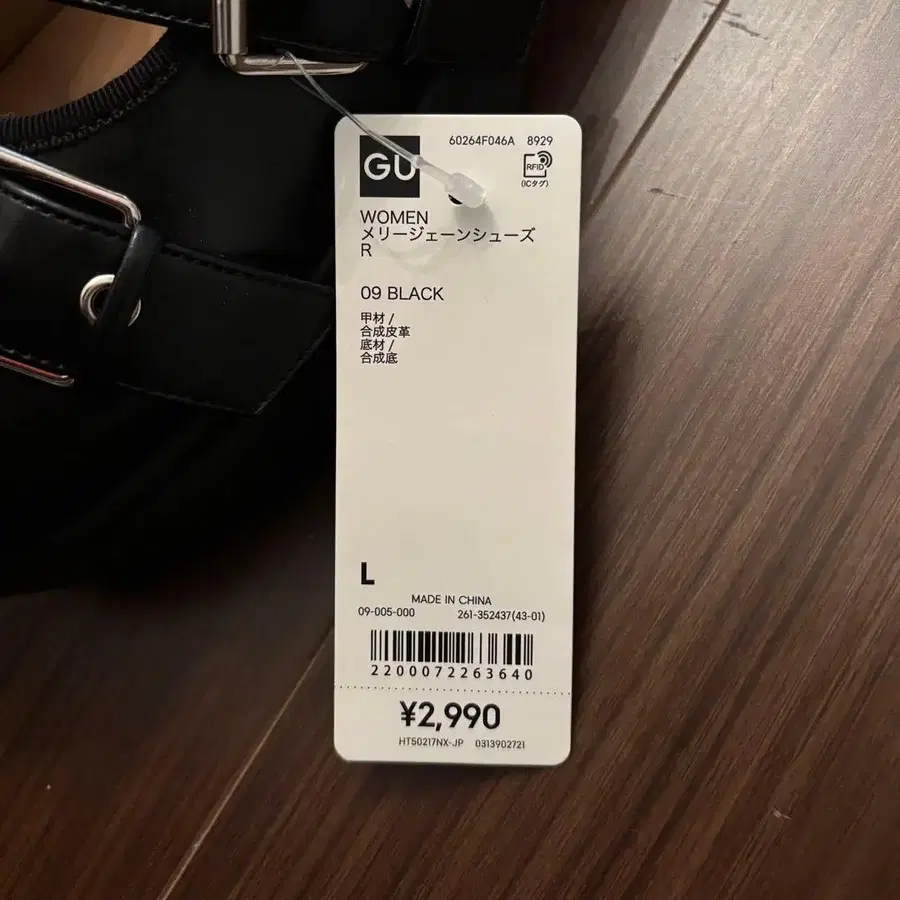 60264F046A 8929
GU
RFID
(ICタグ)
WOMEN
メリージェーンシューズ
R
09 BLACK
甲材 /
合成皮革
底材 /
合成底
L
MADE IN CHINA
09-005-000 261-352437(43-01)
2200072263640
¥2,990
HT50217NX-JP 0313902721